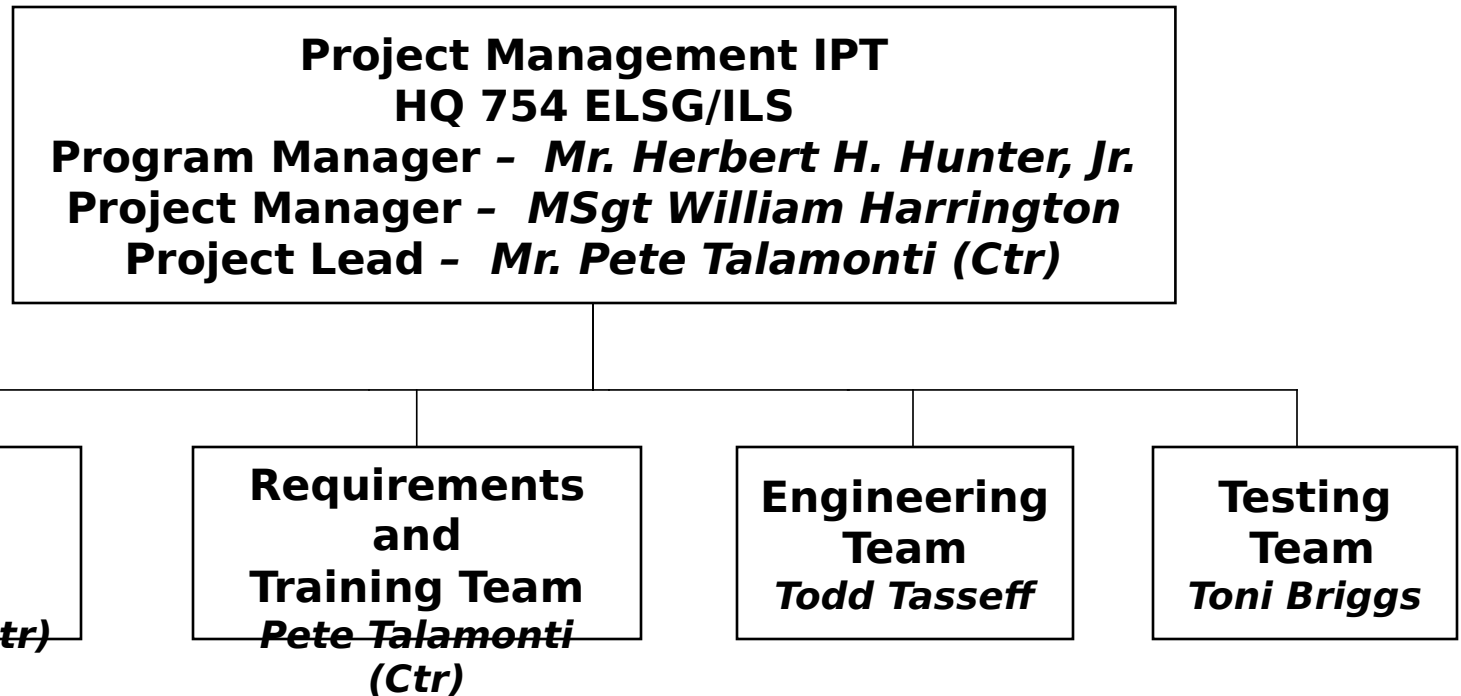 Project Management IPT
HQ 754 ELSG/ILS
Program Manager – Mr. Herbert H. Hunter, Jr.
Project Manager – MSgt William Harrington
Project Lead – Mr. Pete Talamonti (Ctr)
tr)
Requirements
and
Training Team
Pete Talamonti
(Ctr)
Engineering
Team
Todd Tasseff
Testing
Team
Toni Briggs